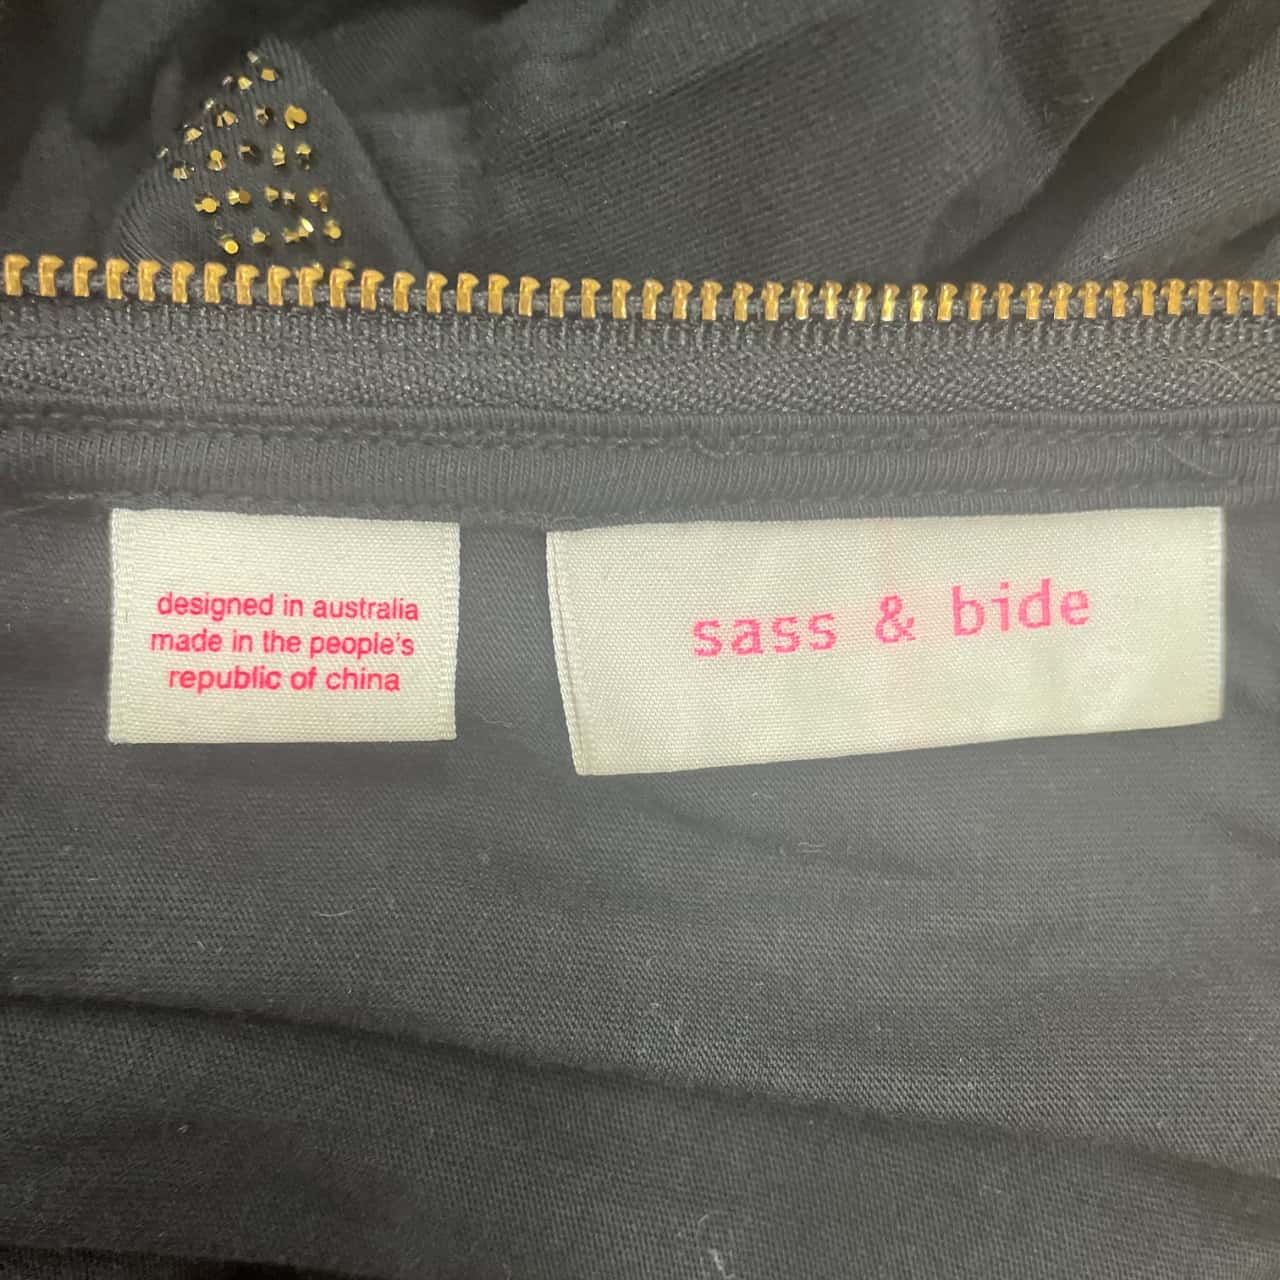 designed in australia
made in the people's
republic of china
sass & bide